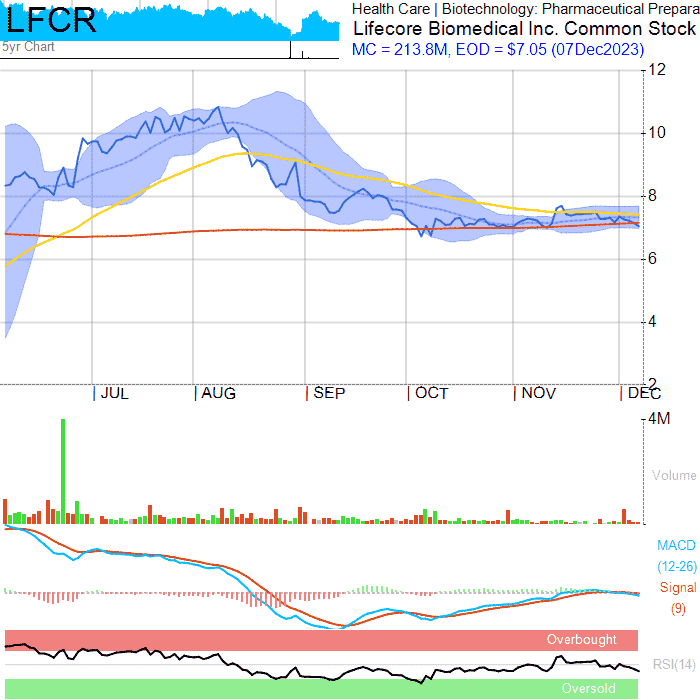 LFCR
5yr Chart
Health Care | Biotechnology: Pharmaceutical Prepara
Lifecore Biomedical Inc. Common Stock
MC = 213.8M, EOD = $7.05 (07Dec2023)
12
10
8
6
4
2
JUL AUG SEP OCT NOV DEC
4M
Volume
MACD
(12-26)
Signal
(9)
Overbought
RSI(14)
Oversold